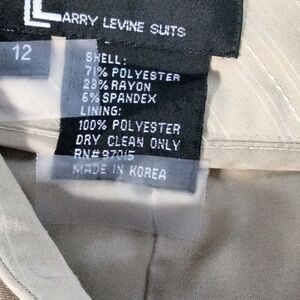 LARRY LEVINE SUITS
12
SHELL:
71% POLYESTER
23% RAYON
6% SPANDEX
LINING:
100% POLYESTER
DRY CLEAN ONLY
RN# 97015
MADE IN KOREA